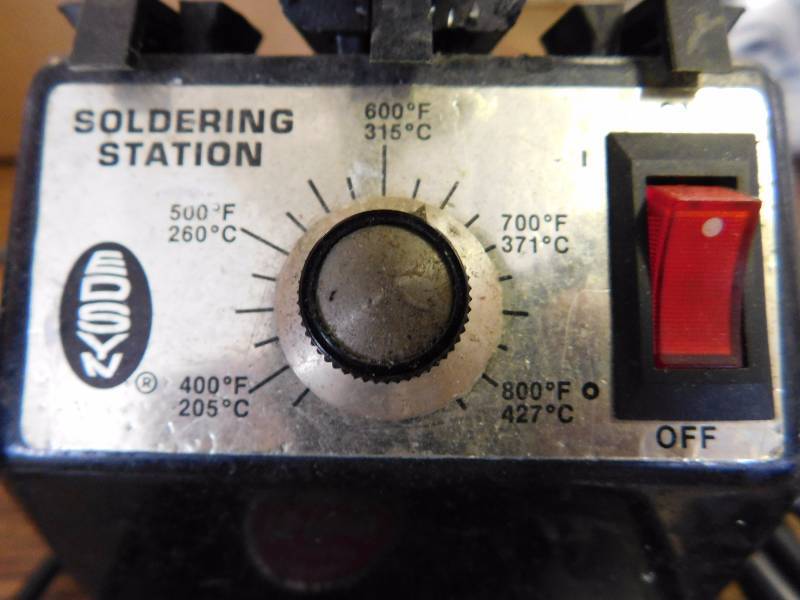 SOLDERING
STATION
600°F
315°C
500°F
260°C
700°F
371°C
I
EDSYN
®
400°F
205°C
800°F
427°C
O
OFF